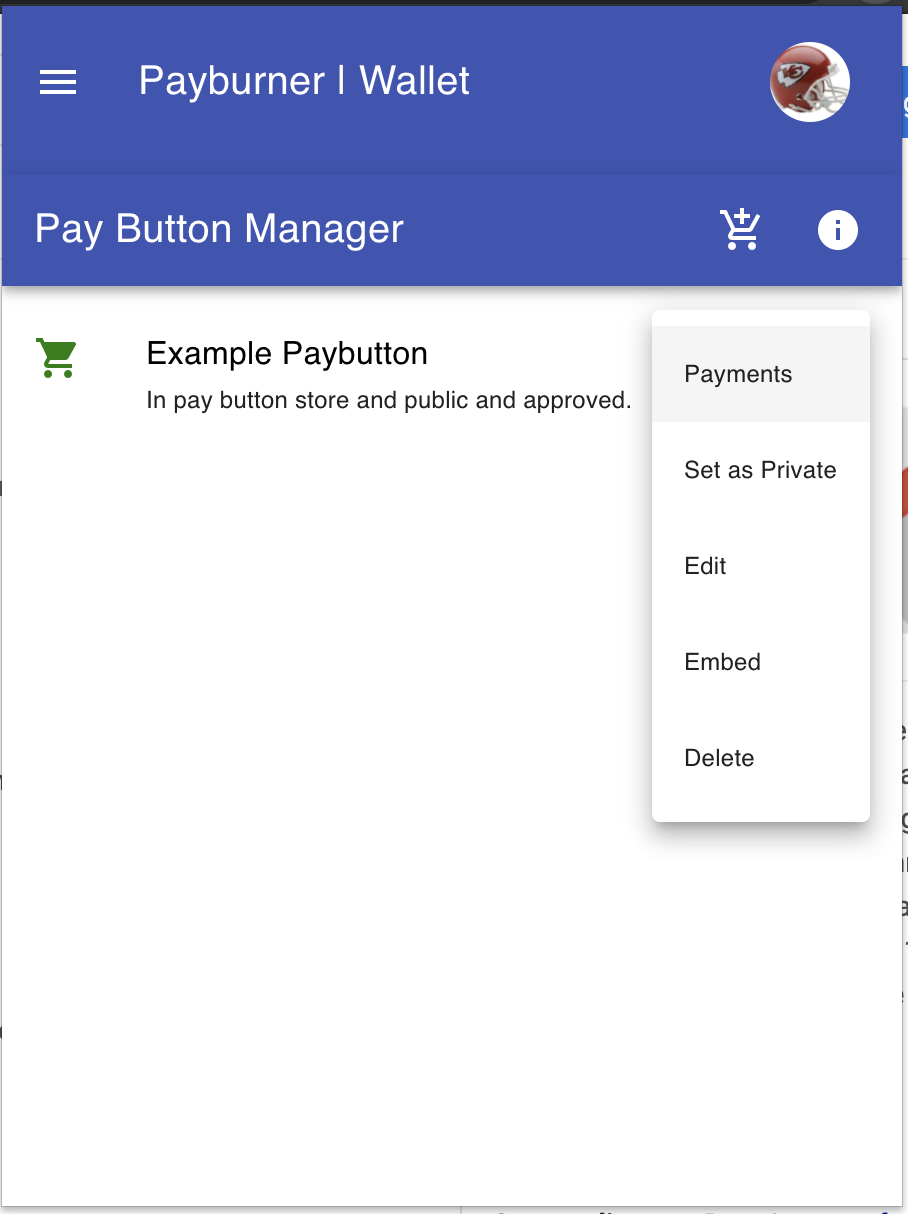 Payburner | Wallet
Pay Button Manager
Example Paybutton
In pay button store and public and approved.
Payments
Set as Private
Edit
Embed
Delete